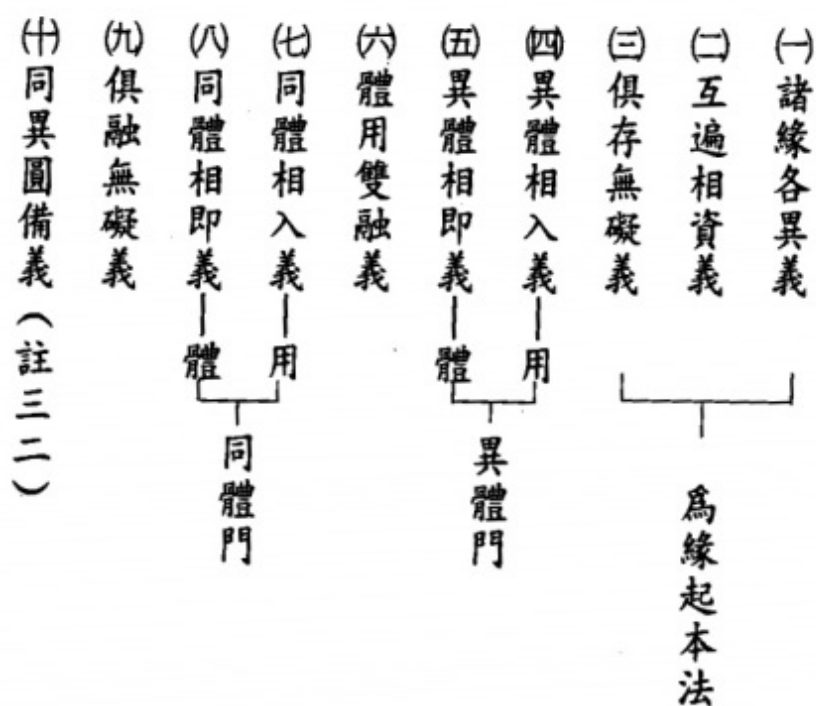 ㈠諸緣各異義
㈡互遍相資義
㈢俱存無礙義
為緣起本法
㈣異體相入義—用
㈤異體相即義—體
異體門
㈥體用雙融義
㈦同體相入義—用
㈧同體相即義—體
同體門
㈨俱融無礙義
㈩同異圓備義(註三二)